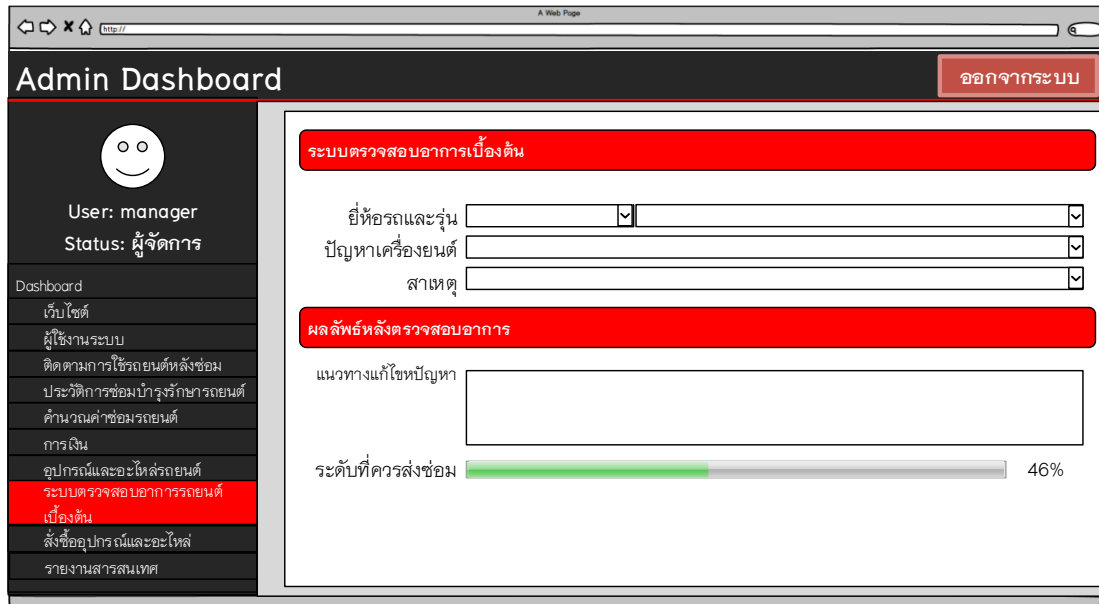 A Web Page
http://
Admin Dashboard
ออกจากระบบ
User: manager
Status: ผู้จัดการ
Dashboard
เว็บไซต์
ผู้ใช้งานระบบ
ติดตามการใช้รถยนต์หลังซ่อม
ประวัติการซ่อมบำรุงรักษารถยนต์
คำนวณค่าซ่อมรถยนต์
การเงิน
อุปกรณ์และอะไหล่รถยนต์
ระบบตรวจสอบอาการรถยนต์
เบื้องต้น
สั่งซื้ออุปกรณ์และอะไหล่
รายงานสารสนเทศ
ระบบตรวจสอบอาการเบื้องต้น
ยี่ห้อรถและรุ่น
ปัญหาเครื่องยนต์
สาเหตุ
ผลลัพธ์หลังตรวจสอบอาการ
แนวทางแก้ไขหปัญหา
ระดับที่ควรส่งซ่อม 46%